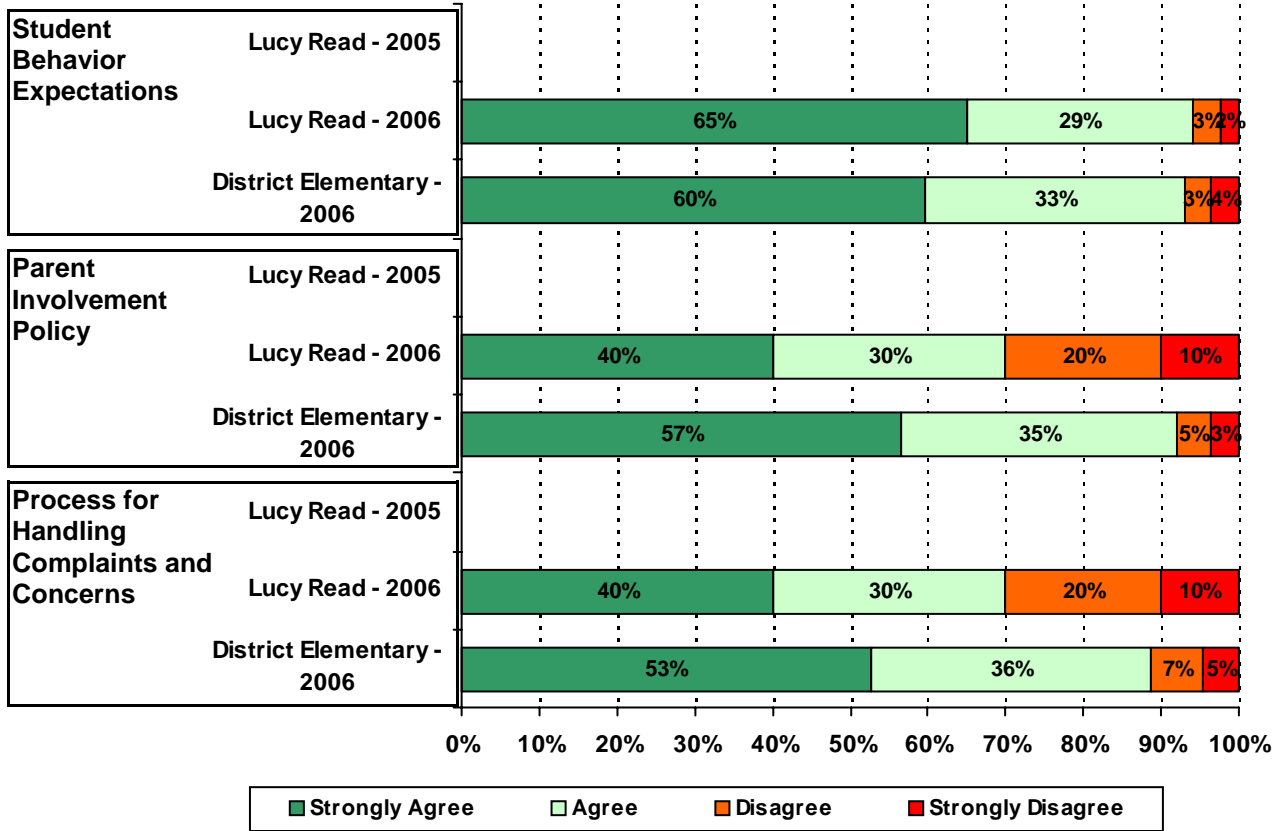 Student
Behavior
Expectations
Lucy Read - 2005
Lucy Read - 2006
65% 29% 3% 2%
District Elementary -
2006
60% 33% 3% 4%
Parent
Involvement
Policy
Lucy Read - 2005
Lucy Read - 2006
40% 30% 20% 10%
District Elementary -
2006
57% 35% 5% 3%
Process for
Handling
Complaints and
Concerns
Lucy Read - 2005
Lucy Read - 2006
40% 30% 20% 10%
District Elementary -
2006
53% 36% 7% 5%
0% 10% 20% 30% 40% 50% 60% 70% 80% 90% 100%
Strongly Agree Agree Disagree Strongly Disagree